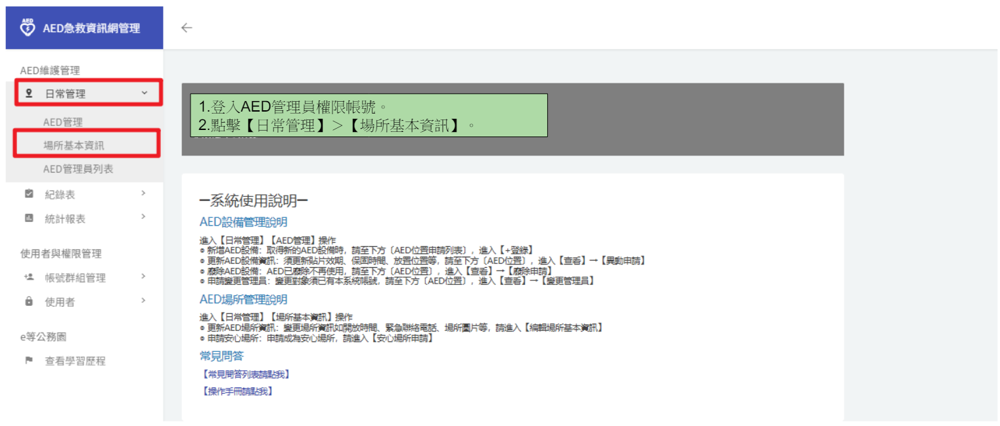 AED
AED急救資訊網管理
AED維護管理
日常管理
AED管理
場所基本資訊
AED管理員列表
紀錄表
統計報表
使用者與權限管理
帳號群組管理
使用者
e等公務園
查看學習歷程
1.登入AED管理員權限帳號。
2.點擊【日常管理】＞【場所基本資訊】。
—系統使用說明—
AED設備管理說明
進入【日常管理】【AED管理】操作
新增AED設備：取得新的AED設備時，請至下方〔AED位置申請列表〕，進入【+登錄】
更新AED設備資訊：須更新貼片效期、保固時間、放置位置等，請至下方〔AED位置〕，進入【查看】→【異動申請】
廢除AED設備：AED已廢除不再使用，請至下方〔AED位置〕，進入【查看】→【廢除申請】
申請變更管理員：變更對象須已有本系統帳號，請至下方〔AED位置〕，進入【查看】→【變更管理員】
AED場所管理說明
進入【日常管理】【場所基本資訊】操作
更新AED場所資訊：變更場所資訊如開放時間、緊急聯絡電話、場所圖片等，請進入【編輯場所基本資訊】
申請安心場所：申請成為安心場所，請進入【安心場所申請】
常見問答
【常見問答列表請點我】
【操作手冊請點我】